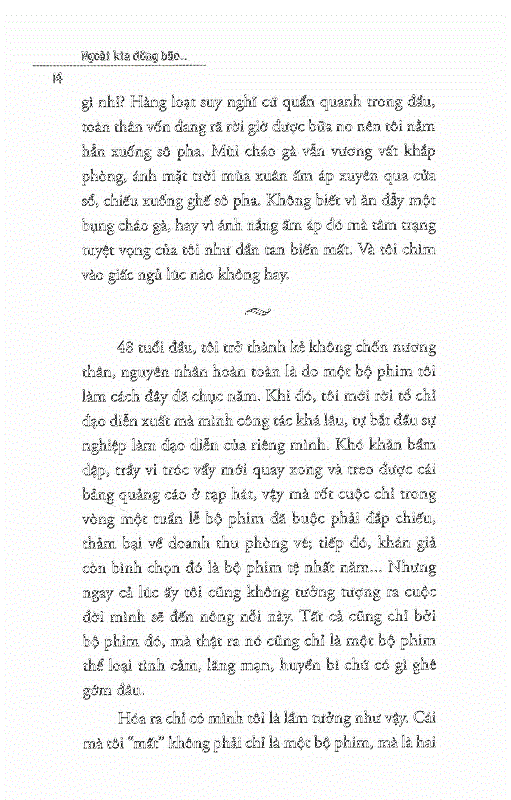 Ngoài kia dông bão...
14
gì nhỉ? Hàng loạt suy nghĩ cứ quẩn quanh trong đầu,
toàn thân vốn đang rã rời giờ được bữa no nên tôi nằm
hẳn xuống sô pha. Mùi cháo gà vẫn vương vất khắp
phòng, ánh mặt trời mùa xuân ấm áp xuyên qua cửa
sổ, chiếu xuống ghế sô pha. Không biết vì ăn đầy một
bụng cháo gà, hay vì ánh nắng ấm áp đó mà tâm trạng
tuyệt vọng của tôi như dần tan biến mất. Và tôi chìm
vào giấc ngủ lúc nào không hay.
48 tuổi đầu, tôi trở thành kẻ không chốn nương
thân, nguyên nhân hoàn toàn là do một bộ phim tôi
làm cách đây đã chục năm. Khi đó, tôi mới rời tổ chỉ
đạo diễn xuất mà mình công tác khá lâu, tự bắt đầu sự
nghiệp làm đạo diễn của riêng mình. Khó khăn bầm
dập, trầy vi tróc vẩy mới quay xong và treo được cái
bảng quảng cáo ở rạp hát, vậy mà rốt cuộc chỉ trong
vòng một tuần lễ bộ phim đã buộc phải đắp chiếu,
thảm bại về doanh thu phòng vé; tiếp đó, khán giả
còn bình chọn đó là bộ phim tệ nhất năm... Nhưng
ngay cả lúc ấy tôi cũng không tưởng tượng ra cuộc
đời mình sẽ đến nông nỗi này. Tất cả cũng chỉ bởi
bộ phim đó, mà thật ra nó cũng chỉ là một bộ phim
thể loại tình cảm, lãng mạn, huyền bí chứ có gì ghê
gớm đâu.
Hóa ra chỉ có mình tôi là lầm tưởng như vậy. Cái
mà tôi “mất” không phải chỉ là một bộ phim, mà là hai